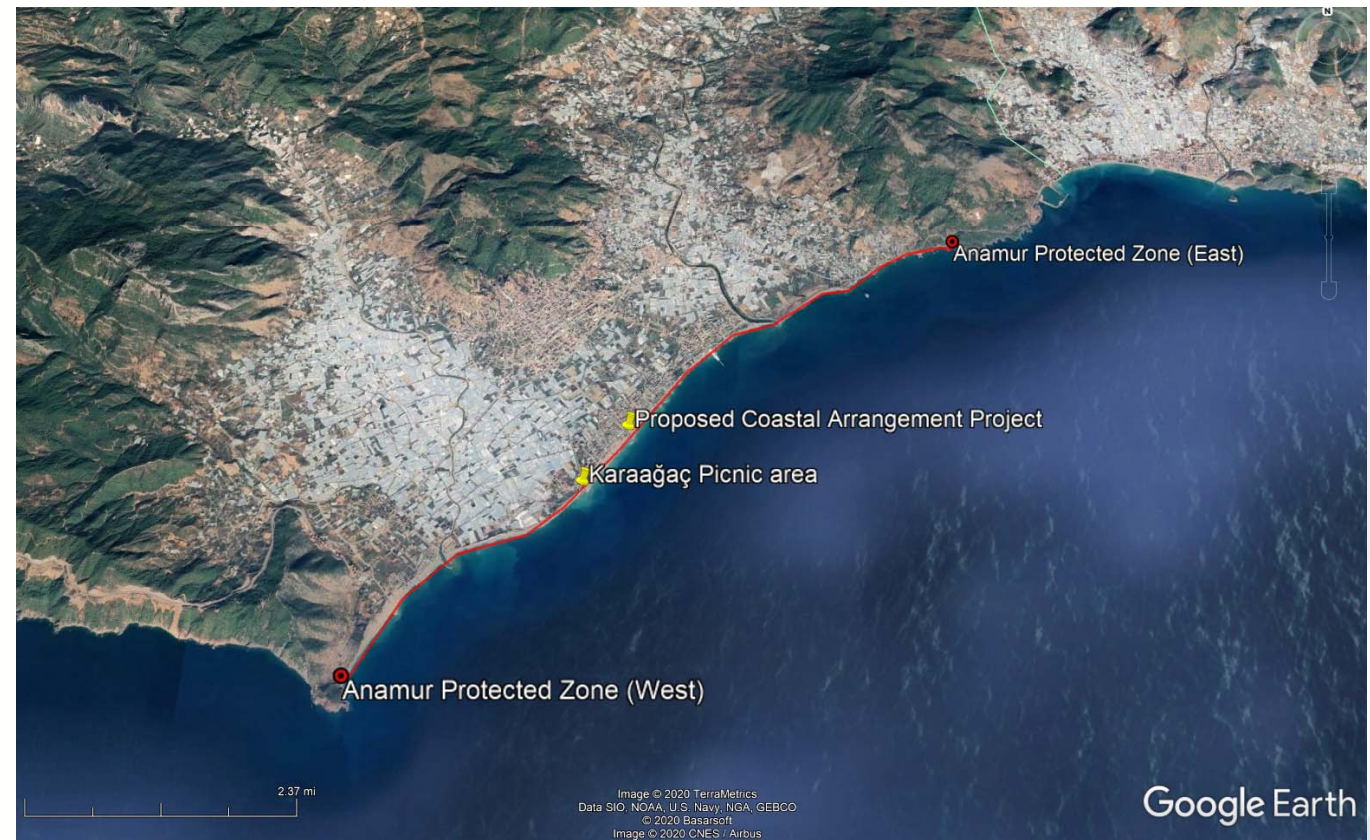 N
Anamur Protected Zone (East)
Proposed Coastal Arrangement Project
Karaağaç Picnic area
Anamur Protected Zone (West)
2.37 mi
Image © 2020 TerraMetrics
Data SIO, NOAA, U.S. Navy, NGA, GEBCO
© 2020 Basarsoft
Image © 2020 CNES / Airbus
Google Earth